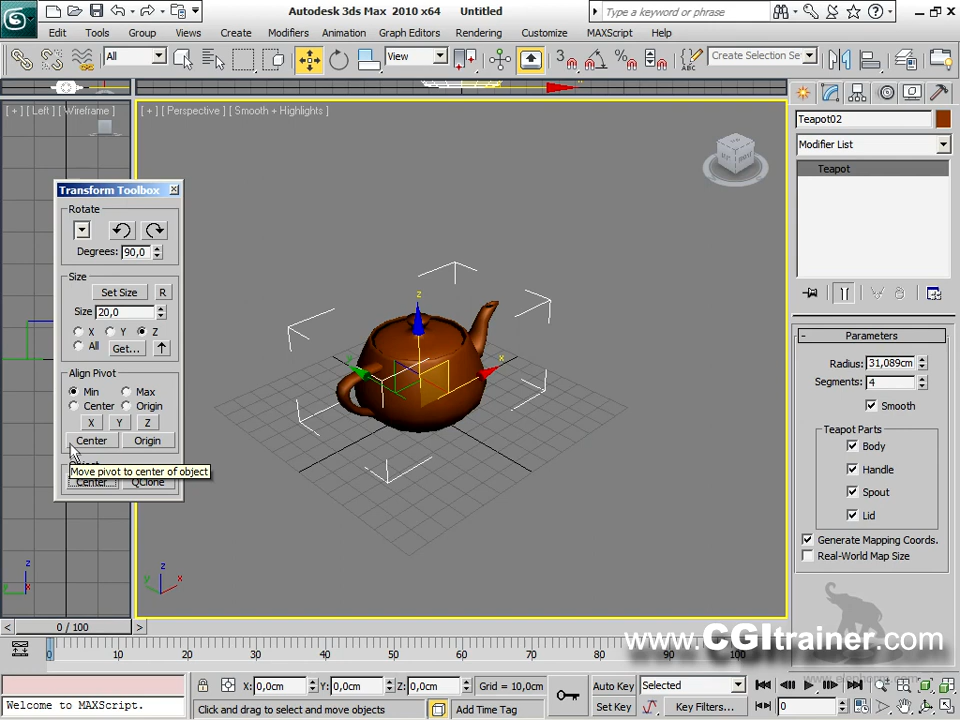 Autodesk 3ds Max 2010 x64 Untitled
Type a keyword or phrase
Edit Tools Group Views Create Modifiers Animation Graph Editors Rendering Customize MAXScript Help
All View Create Selection Se
3 ABC
[ + ] [ Left ] [ Wireframe ]
[ + ] [ Perspective ] [ Smooth + Highlights ]
Teapot02
Modifier List
Teapot
Transform Toolbox
Rotate
Degrees: 90,0
Size
Set Size R
Size 20,0
X Y Z
All Get...
Align Pivot
Min Max
Center Origin
X Y Z
Center Origin
Move pivot to center of object
Center QClone
z
x
y
z
y x
z
y x
- Parameters
Radius: 31,089cm
Segments: 4
Smooth
Teapot Parts
Body
Handle
Spout
Lid
Generate Mapping Coords.
Real-World Map Size
< 0 / 100 >
0 10 20 30 40 50 60 70 80 90 100
www.CGItrainer.com
X: 0,0cm Y: 0,0cm Z: 0,0cm Grid = 10,0cm Auto Key Selected
Welcome to MAXScript. Click and drag to select and move objects Add Time Tag Set Key Key Filters... 0